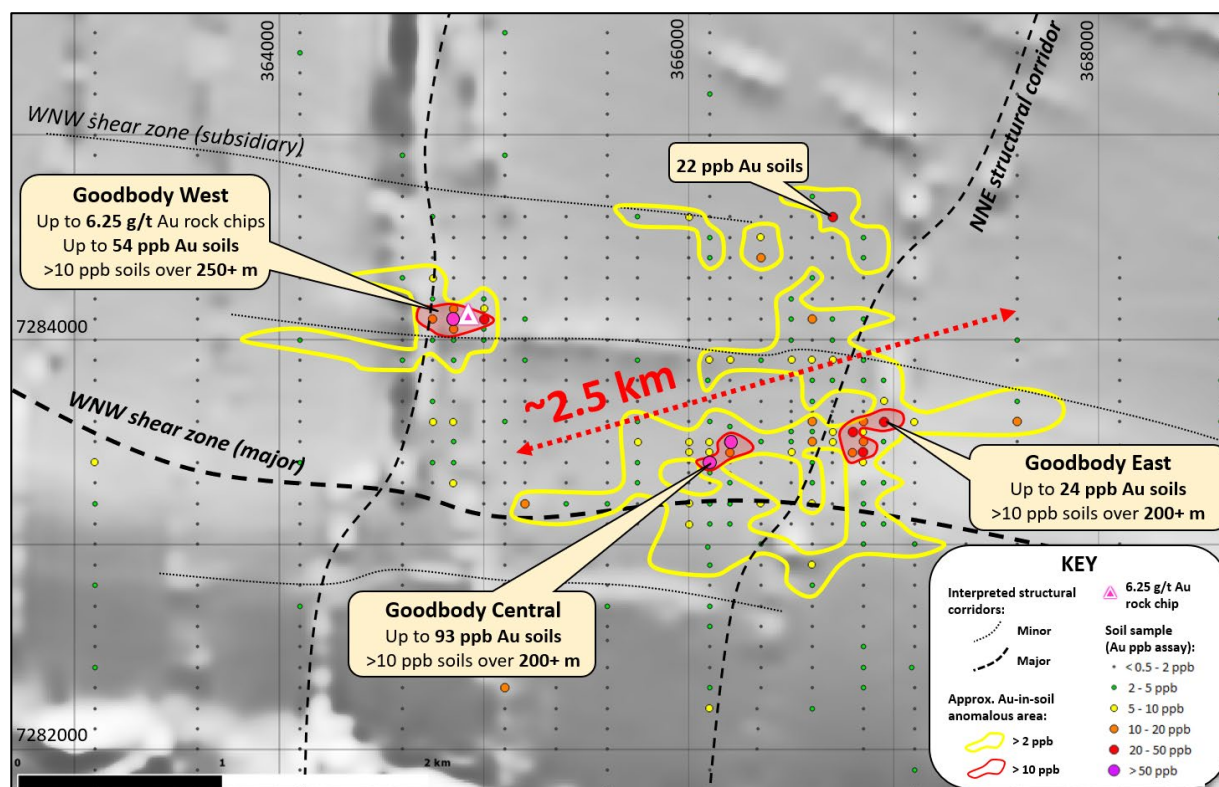 364000
366000
368000
WNW shear zone (subsidiary)
NNE structural corridor
22 ppb Au soils
Goodbody West
Up to 6.25 g/t Au rock chips
Up to 54 ppb Au soils
>10 ppb soils over 250+ m
7284000
~2.5 km
WNW shear zone (major)
Goodbody East
Up to 24 ppb Au soils
>10 ppb soils over 200+ m
Goodbody Central
Up to 93 ppb Au soils
>10 ppb soils over 200+ m
7282000
0
1
2 km
KEY
Interpreted structural
corridors:
Minor
Major
Approx. Au-in-soil
anomalous area:
> 2 ppb
> 10 ppb
6.25 g/t Au
rock chip
Soil sample
(Au ppb assay):
< 0.5 - 2 ppb
2 - 5 ppb
5 - 10 ppb
10 - 20 ppb
20 - 50 ppb
> 50 ppb